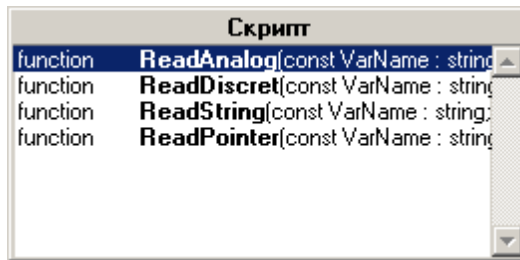 Скрипт
function ReadAnalog(const VarName : string
function ReadDiscret(const VarName : string
function ReadString(const VarName : string;
function ReadPointer(const VarName : string